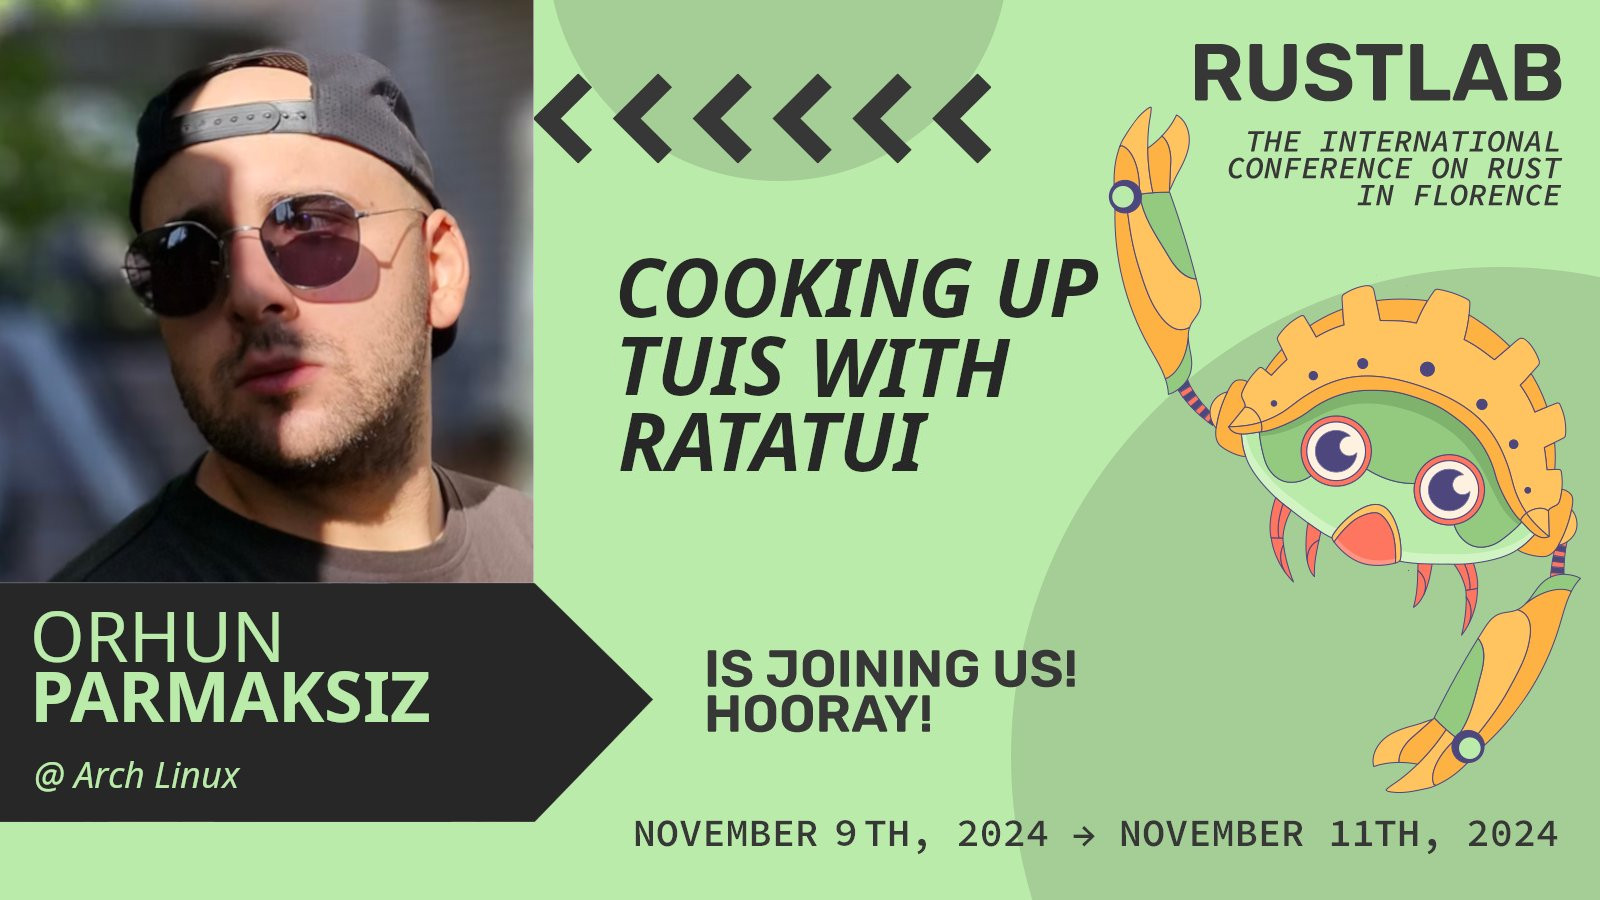 RUSTLAB
THE INTERNATIONAL
CONFERENCE ON RUST
IN FLORENCE
COOKING UP
TUIS WITH
RATATUI
ORHUN
PARMAKSIZ
@ Arch Linux
IS JOINING US!
HOORAY!
NOVEMBER 9TH, 2024 → NOVEMBER 11TH, 2024